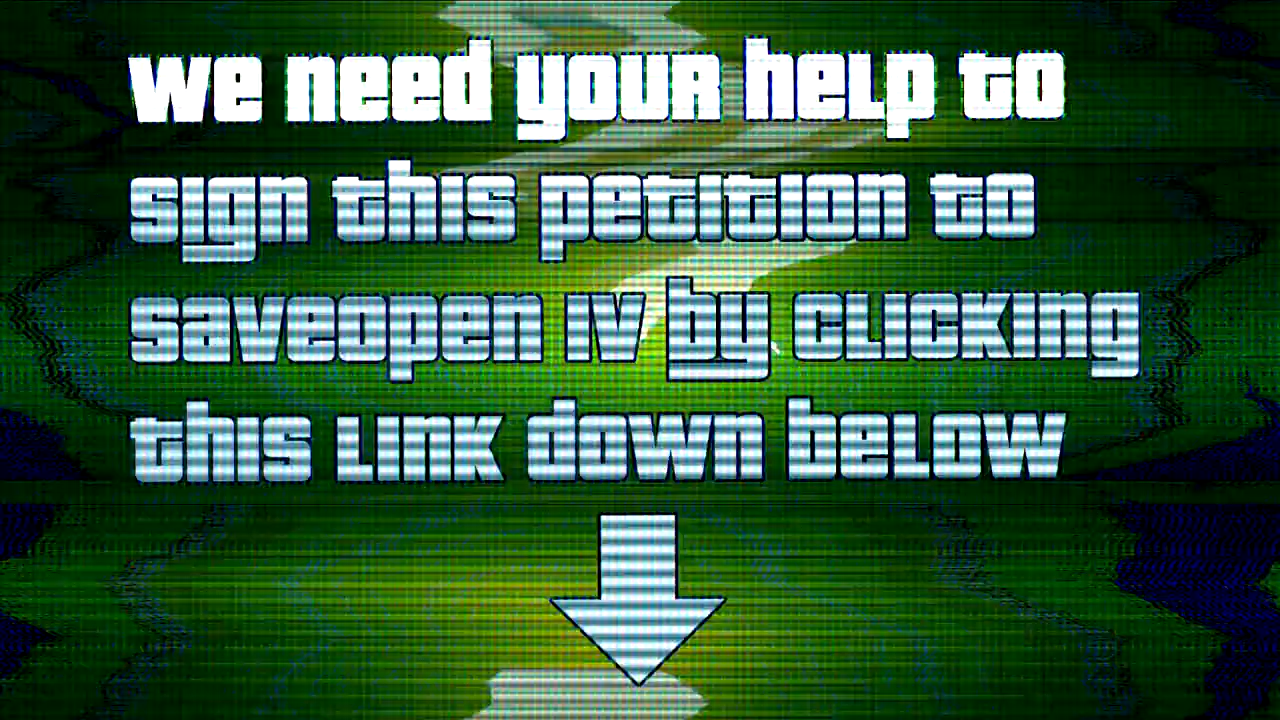 we need your help to
sign this petition to
saveopen IV by clicking
this link down below